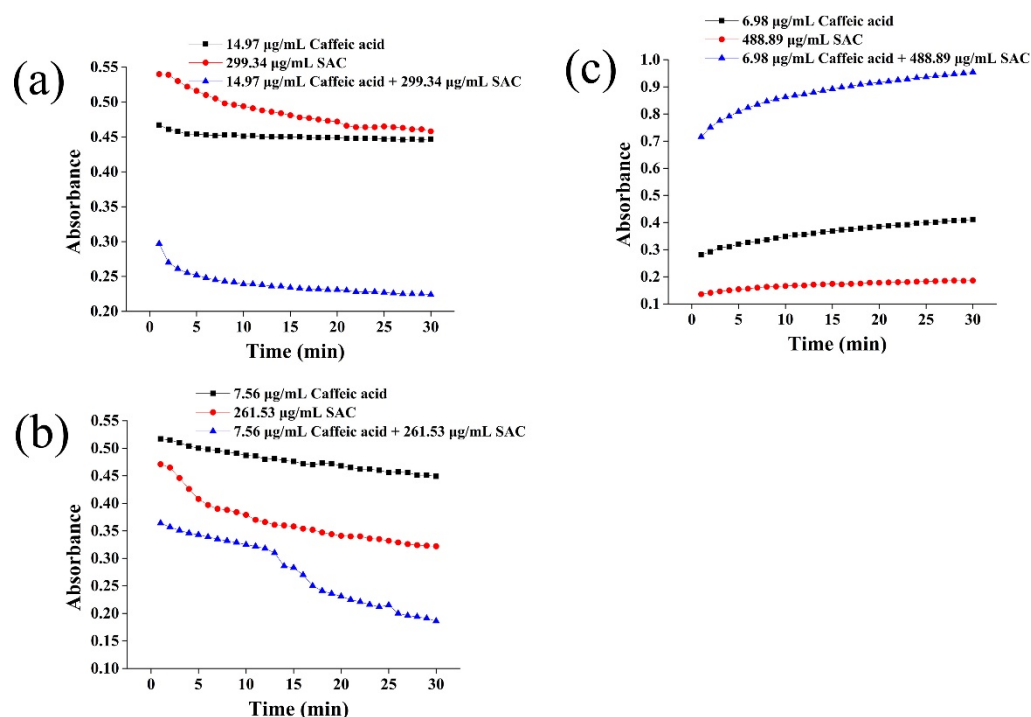 (a)
14.97 μg/mL Caffeic acid
299.34 μg/mL SAC
14.97 μg/mL Caffeic acid + 299.34 μg/mL SAC
0.55
0.50
0.45
0.40
0.35
0.30
0.25
0.20
Absorbance
0 5 10 15 20 25 30
Time (min)
(c)
6.98 μg/mL Caffeic acid
488.89 μg/mL SAC
6.98 μg/mL Caffeic acid + 488.89 μg/mL SAC
1.0
0.9
0.8
0.7
0.6
0.5
0.4
0.3
0.2
0.1
Absorbance
0 5 10 15 20 25 30
Time (min)
(b)
7.56 μg/mL Caffeic acid
261.53 μg/mL SAC
7.56 μg/mL Caffeic acid + 261.53 μg/mL SAC
0.55
0.50
0.45
0.40
0.35
0.30
0.25
0.20
0.15
0.10
Absorbance
0 5 10 15 20 25 30
Time (min)